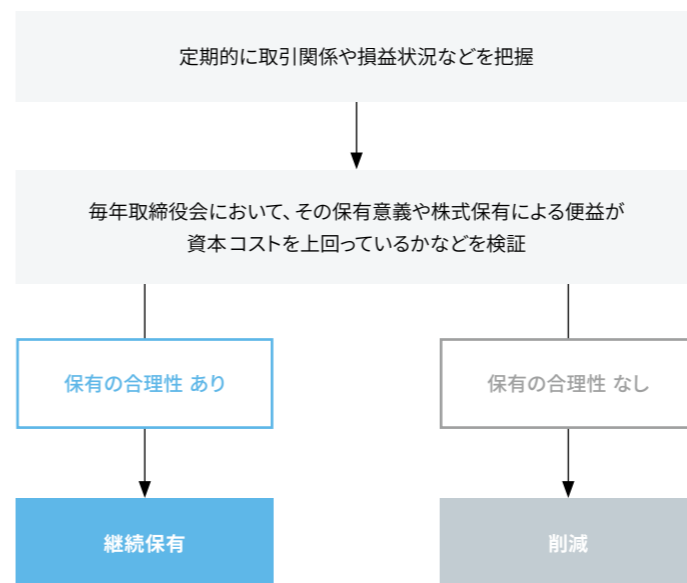 定期的に取引関係や損益状況などを把握
毎年取締役会において、その保有意義や株式保有による便益が
資本コストを上回っているかなどを検証
保有の合理性 あり
保有の合理性 なし
継続保有
削減